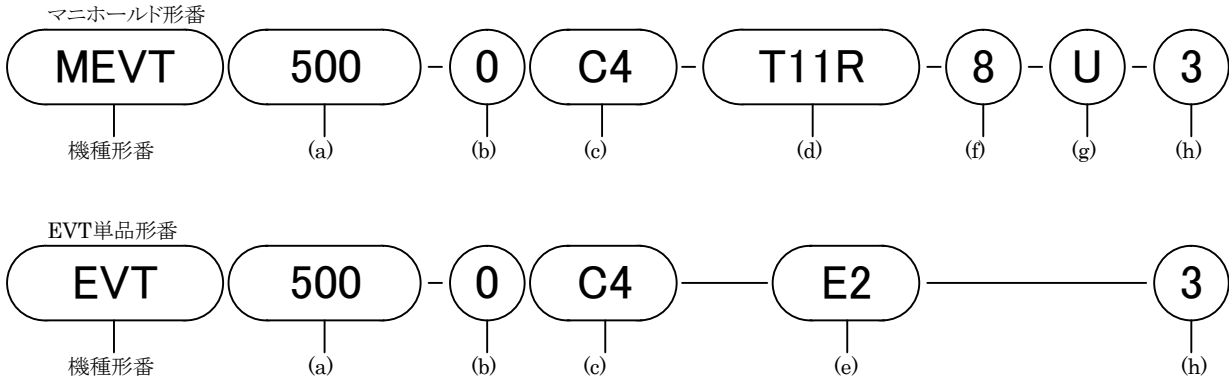 マニホールド形番
MEVT 500 - 0 C4 - T11R - 8 - U - 3
機種形番 (a) (b) (c) (d) (f) (g) (h)
EVT単品形番
EVT 500 - 0 C4 E2 3
機種形番 (a) (b) (c) (e) (h)